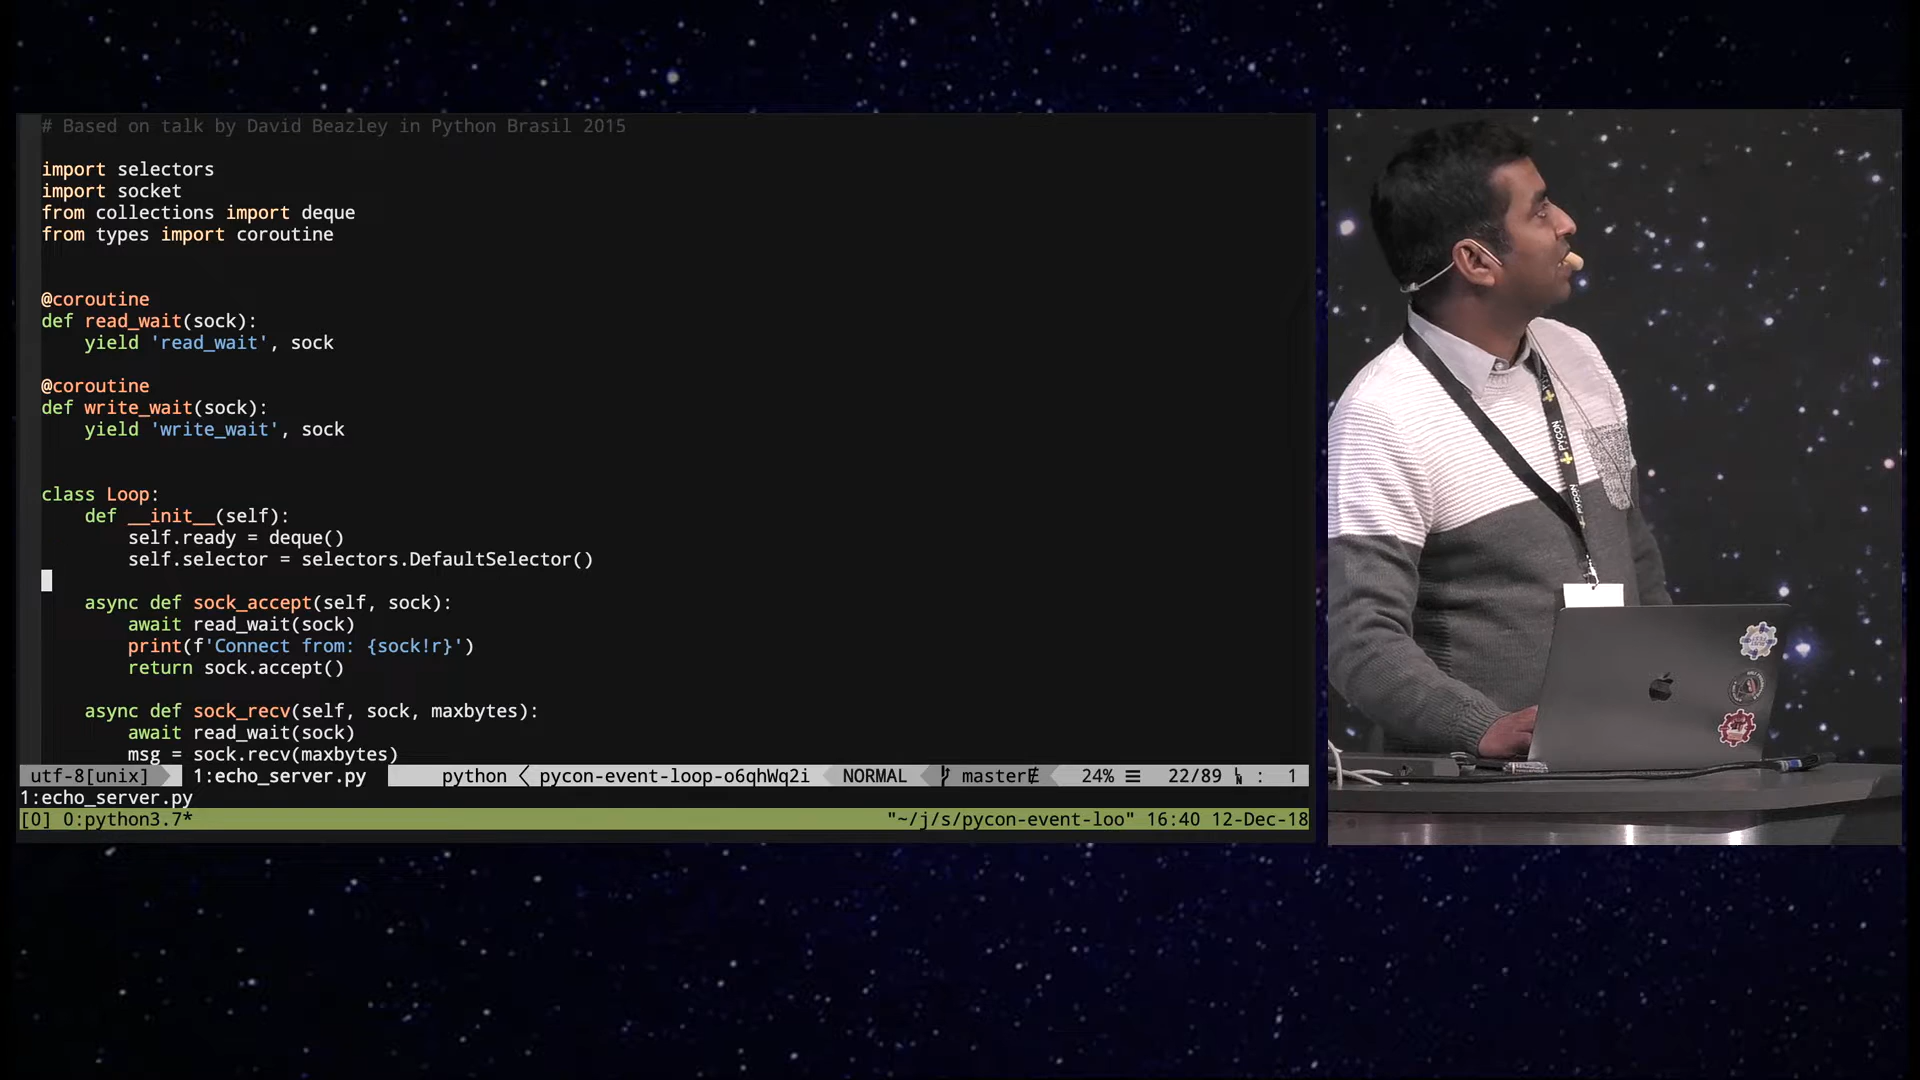 # Based on talk by David Beazley in Python Brasil 2015
import selectors
import socket
from collections import deque
from types import coroutine
@coroutine
def read_wait(sock):
    yield 'read_wait', sock
@coroutine
def write_wait(sock):
    yield 'write_wait', sock
class Loop:
    def __init__(self):
        self.ready = deque()
        self.selector = selectors.DefaultSelector()
    async def sock_accept(self, sock):
        await read_wait(sock)
        print(f'Connect from: {sock!r}')
        return sock.accept()
    async def sock_recv(self, sock, maxbytes):
        await read_wait(sock)
        msg = sock.recv(maxbytes)
utf-8[unix] 1:echo_server.py python pycon-event-loop-o6qhWq2i NORMAL master 24% 22/89 : 1
1:echo_server.py
[0] 0:python3.7* "~/j/s/pycon-event-loo" 16:40 12-Dec-18
PYCON
PYCON